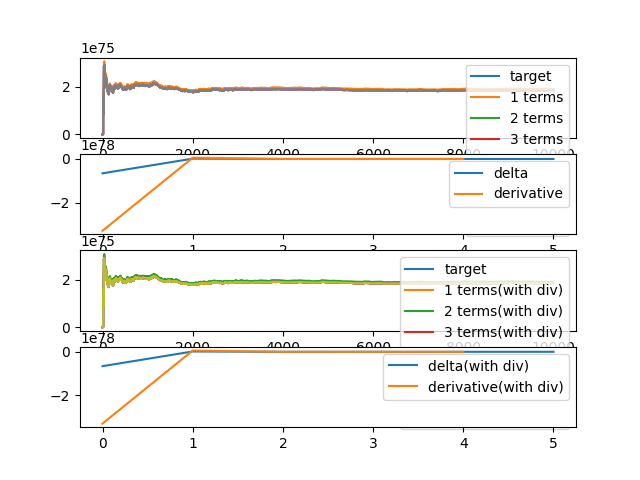 1e75
2
0
target
1 terms
2 terms
3 terms
0 2000 4000 6000 8000 10000
1e78
0
−2
delta
derivative
0 1 2 3 4 5
1e75
2
0
target
1 terms(with div)
2 terms(with div)
3 terms(with div)
0 2000 4000 6000 8000 10000
1e78
0
−2
delta(with div)
derivative(with div)
0 1 2 3 4 5